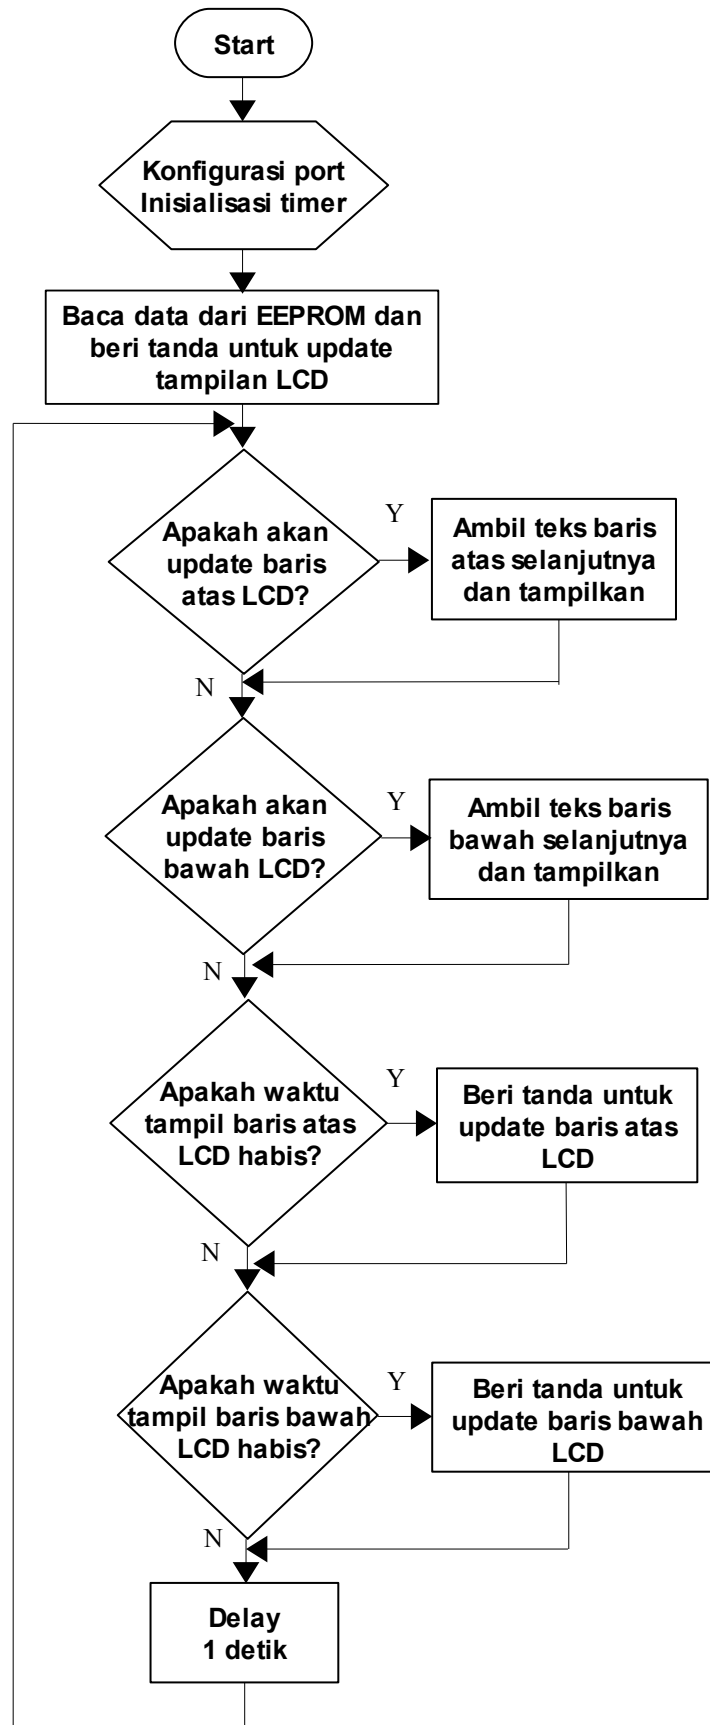 Start
Konfigurasi port
Inisialisasi timer
Baca data dari EEPROM dan
beri tanda untuk update
tampilan LCD
Apakah akan
update baris
atas LCD?
Y
Ambil teks baris
atas selanjutnya
dan tampilkan
N
Apakah akan
update baris
bawah LCD?
Y
Ambil teks baris
bawah selanjutnya
dan tampilkan
N
Apakah waktu
tampil baris atas
LCD habis?
Y
Beri tanda untuk
update baris atas
LCD
N
Apakah waktu
tampil baris bawah
LCD habis?
Y
Beri tanda untuk
update baris bawah
LCD
N
Delay
1 detik